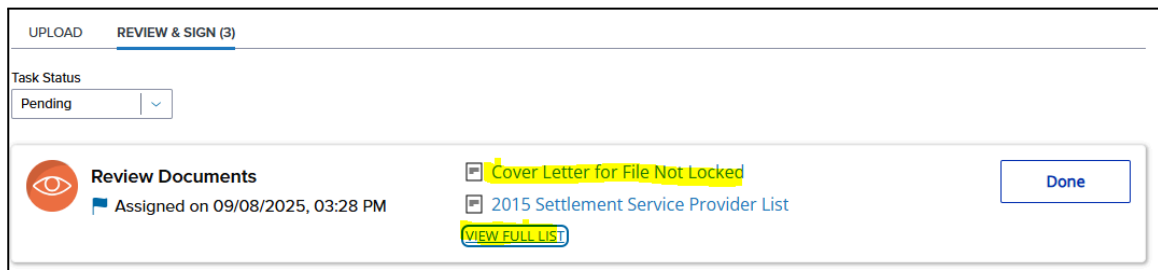 UPLOAD REVIEW & SIGN (3)
Task Status
Pending
Review Documents
Assigned on 09/08/2025, 03:28 PM
Cover Letter for File Not Locked
2015 Settlement Service Provider List
VIEW FULL LIST
Done